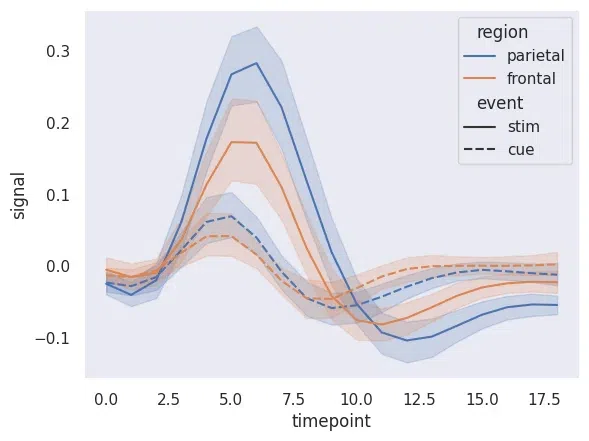 region
parietal
frontal
event
stim
cue
signal
0.3
0.2
0.1
0.0
−0.1
0.0 2.5 5.0 7.5 10.0 12.5 15.0 17.5
timepoint